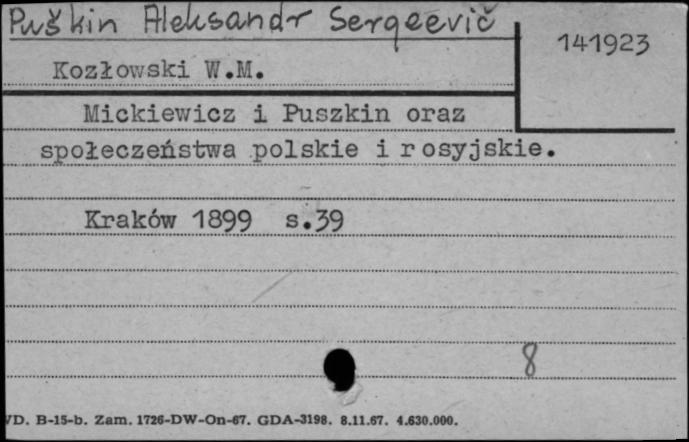 Puškin Aleksandr Sergeevič
141923
Kozłowski W.M.
Mickiewicz i Puszkin oraz
społeczeństwa polskie i rosyjskie.
Kraków 1899 s.39
8
VD. B-15-b. Zam. 1726-DW-On-67. GDA-3198. 8.11.67. 4.630.000.